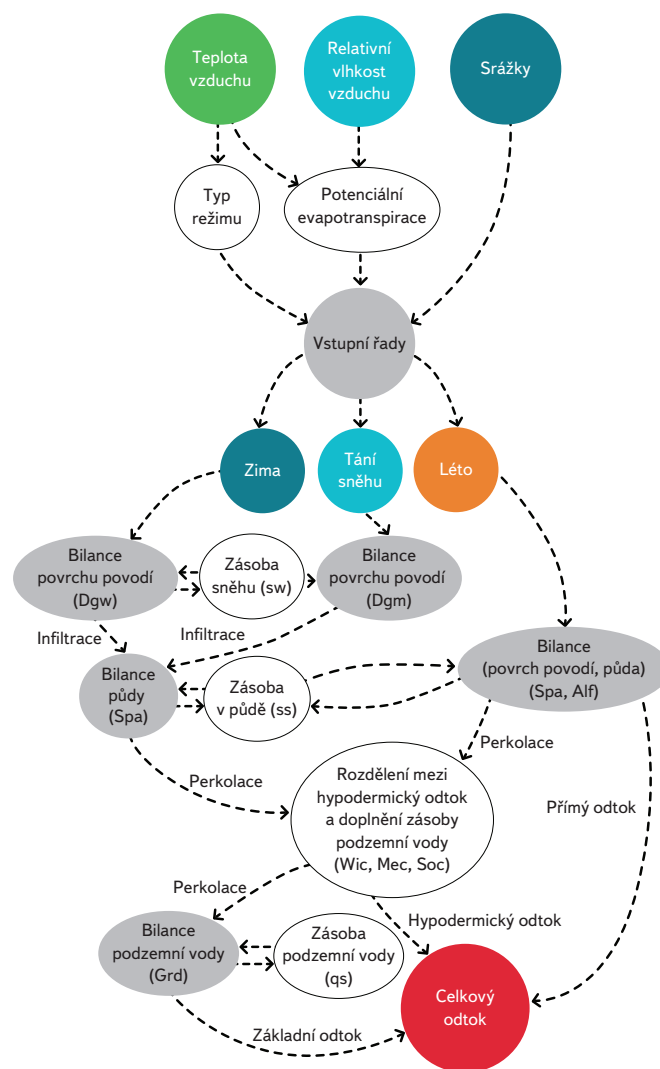 Teplota
vzduchu
Relativní
vlhkost
vzduchu
Srážky
Typ
režimu
Potenciální
evapotranspirace
Vstupní řady
Zima
Tání
sněhu
Léto
Bilance
povrchu povodí
(Dgw)
Zásoba
sněhu (sw)
Bilance
povrchu povodí
(Dgm)
Infiltrace
Infiltrace
Bilance
půdy
(Spa)
Zásoba
v půdě (ss)
Bilance
(povrch povodí, půda)
(Spa, Alf)
Perkolace
Perkolace
Rozdělení mezi
hypodermický odtok
a doplnění zásoby
podzemní vody
(Wic, Mec, Soc)
Přímý odtok
Perkolace
Hypodermický odtok
Bilance
podzemní vody
(Grd)
Zásoba
podzemní vody
(qs)
Celkový
odtok
Základní odtok